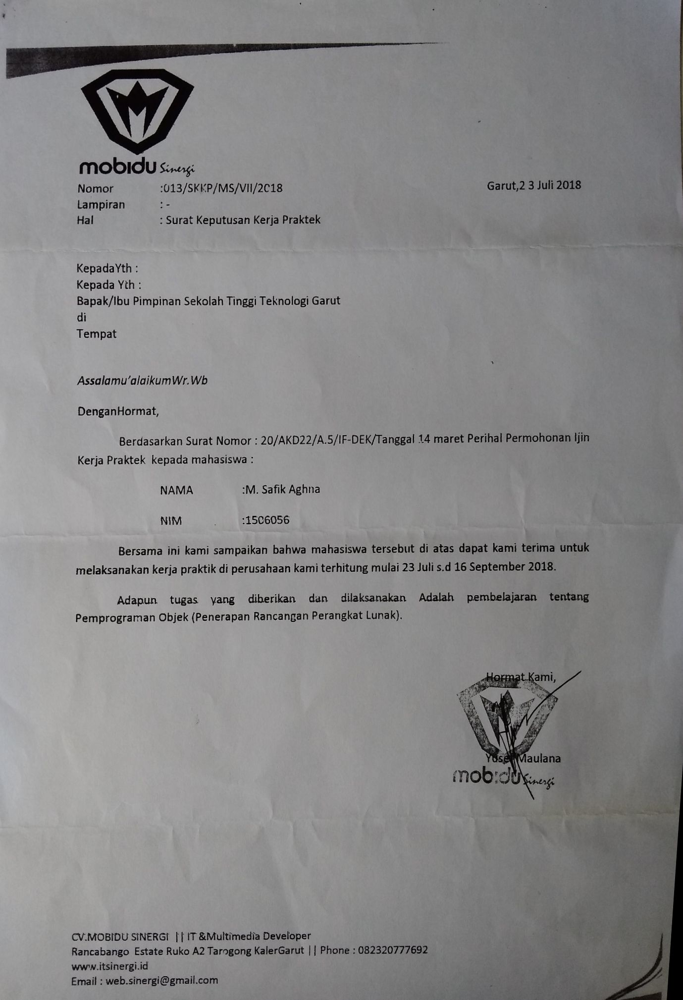 mobidu Sinergi
Nomor :013/SKKP/MS/VII/2018 Garut,2 3 Juli 2018
Lampiran : -
Hal : Surat Keputusan Kerja Praktek
KepadaYth :
Kepada Yth :
Bapak/Ibu Pimpinan Sekolah Tinggi Teknologi Garut
di
Tempat
Assalamu'alaikumWr.Wb
DenganHormat,
Berdasarkan Surat Nomor : 20/AKD22/A.5/IF-DEK/Tanggal 14 maret Perihal Permohonan Ijin
Kerja Praktek kepada mahasiswa :
NAMA :M. Safik Aghna
NIM :1506056
Bersama ini kami sampaikan bahwa mahasiswa tersebut di atas dapat kami terima untuk
melaksanakan kerja praktik di perusahaan kami terhitung mulai 23 Juli s.d 16 September 2018.
Adapun tugas yang diberikan dan dilaksanakan Adalah pembelajaran tentang
Pemprograman Objek (Penerapan Rancangan Perangkat Lunak).
Hormat Kami,
Maulana
mobidu Sinergi
CV.MOBIDU SINERGI || IT &Multimedia Developer
Rancabango Estate Ruko A2 Tarogong KalerGarut || Phone : 082320777692
www.itsinergi.id
Email : web.sinergi@gmail.com